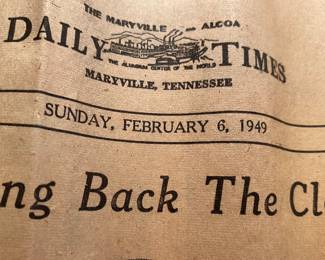 THE MARYVILLE — ALCOA
DAILY TIMES
THE ALUMINUM CENTER OF THE WORLD
MARYVILLE, TENNESSEE
SUNDAY, FEBRUARY 6, 1949
ng Back The Cl